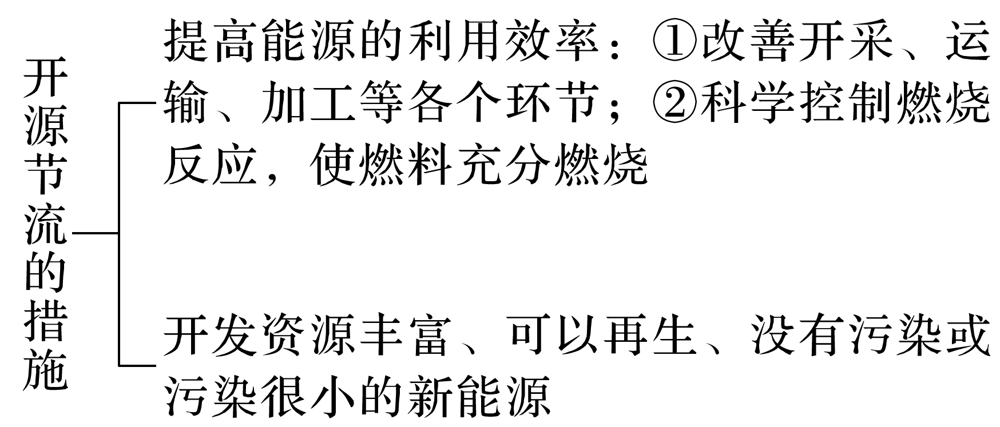 开源节流的措施
提高能源的利用效率：①改善开采、运
输、加工等各个环节；②科学控制燃烧
反应，使燃料充分燃烧
开发资源丰富、可以再生、没有污染或
污染很小的新能源